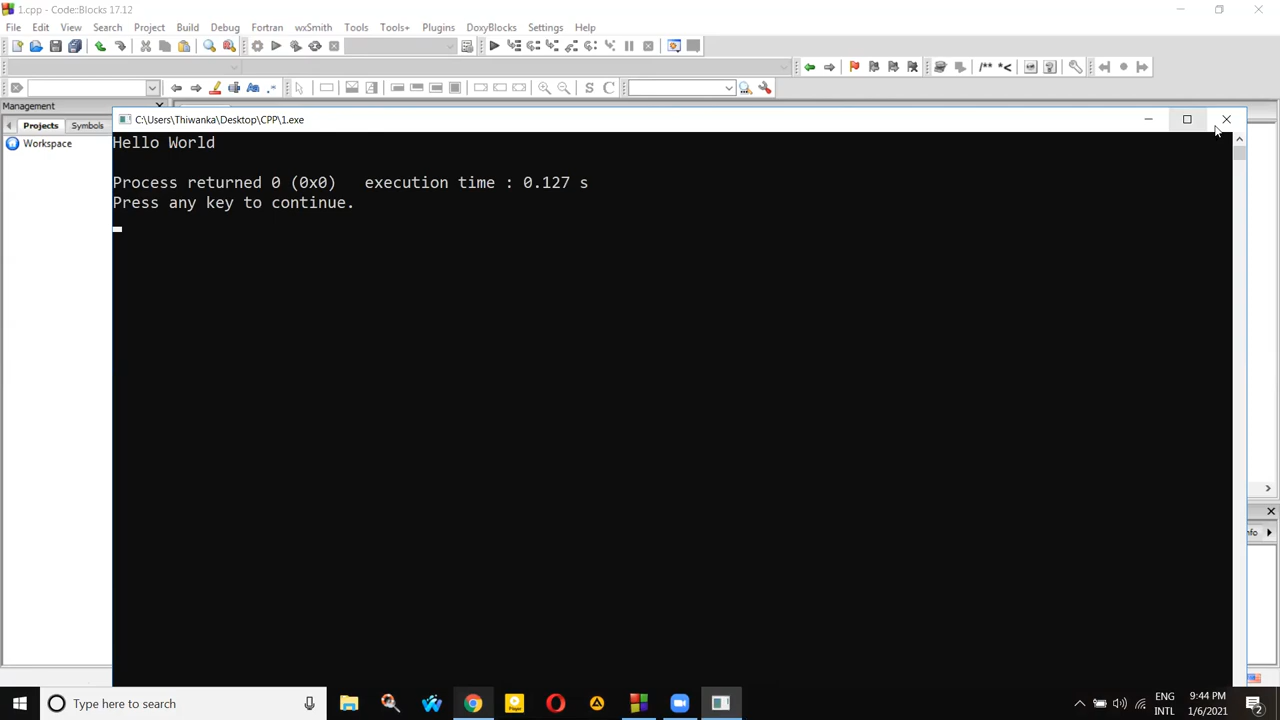 1.cpp - Code::Blocks 17.12
File Edit View Search Project Build Debug Fortran wxSmith Tools Tools+ Plugins DoxyBlocks Settings Help
/** *<
S C
Management
Projects Symbols
Workspace
C:\Users\Thiwanka\Desktop\CPP\1.exe
Hello World
Process returned 0 (0x0) execution time : 0.127 s
Press any key to continue.
Type here to search
ENG
INTL
9:44 PM
1/6/2021
2